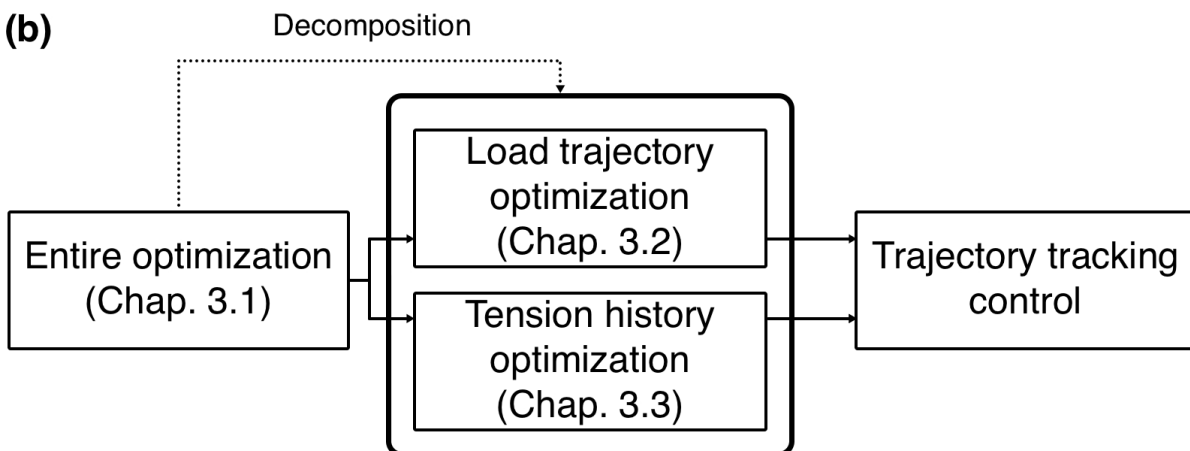 (b)
Decomposition
Entire optimization
(Chap. 3.1)
Load trajectory
optimization
(Chap. 3.2)
Tension history
optimization
(Chap. 3.3)
Trajectory tracking
control